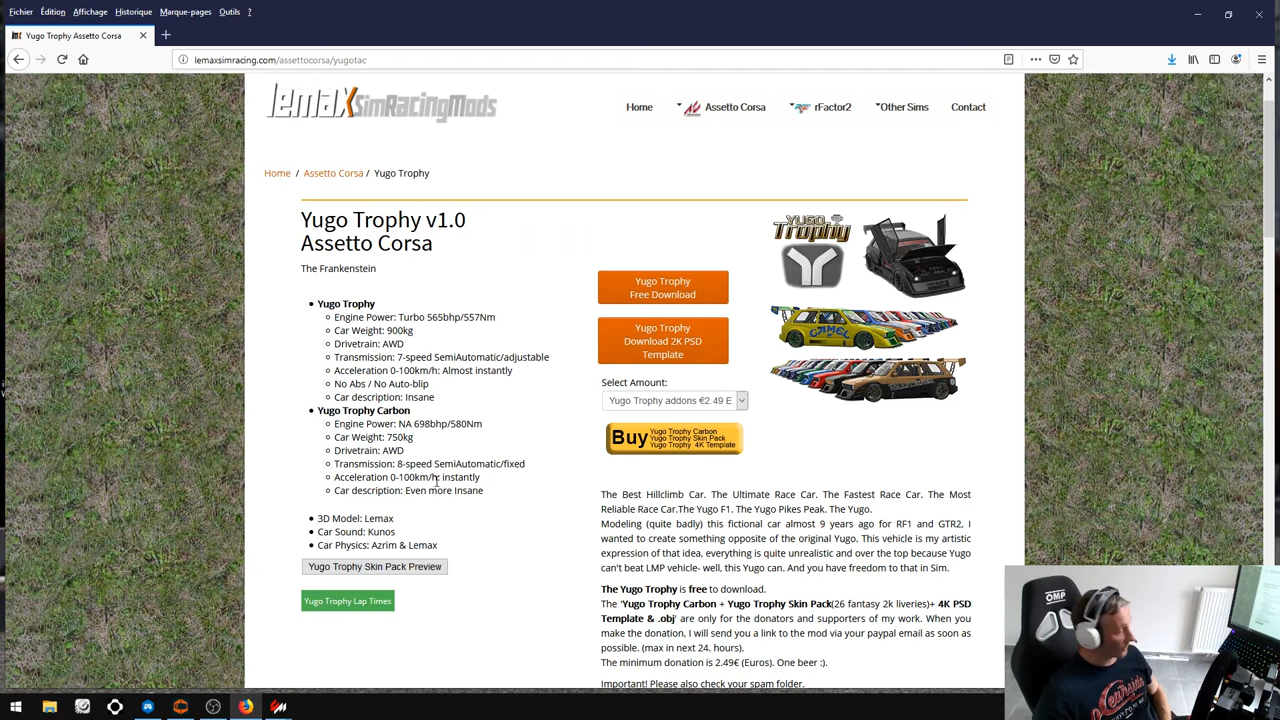 Fichier Édition Affichage Historique Marque-pages Outils ?
Yugo Trophy Assetto Corsa
lemaxsimracing.com/assettocorsa/yugotac
lemaxSimRacingMods
Home Assetto Corsa rFactor2 Other Sims Contact
Home / Assetto Corsa / Yugo Trophy
Yugo Trophy v1.0
Assetto Corsa
The Frankenstein
Yugo Trophy
Engine Power: Turbo 565bhp/557Nm
Car Weight: 900kg
Drivetrain: AWD
Transmission: 7-speed SemiAutomatic/adjustable
Acceleration 0-100km/h: Almost instantly
No Abs / No Auto-blip
Car description: Insane
Yugo Trophy Carbon
Engine Power: NA 698bhp/580Nm
Car Weight: 750kg
Drivetrain: AWD
Transmission: 8-speed SemiAutomatic/fixed
Acceleration 0-100km/h: instantly
Car description: Even more Insane
3D Model: Lemax
Car Sound: Kunos
Car Physics: Azrim & Lemax
Yugo Trophy Skin Pack Preview
Yugo Trophy Lap Times
Yugo Trophy
Free Download
Yugo Trophy
Download 2K PSD
Template
Select Amount:
Yugo Trophy addons €2.49 E
Buy
Yugo Trophy Carbon
Yugo Trophy Skin Pack
Yugo Trophy 4K Template
YUGO
Trophy
CAMEL
The Best Hillclimb Car. The Ultimate Race Car. The Fastest Race Car. The Most
Reliable Race Car.The Yugo F1. The Yugo Pikes Peak. The Yugo.
Modeling (quite badly) this fictional car almost 9 years ago for RF1 and GTR2, I
wanted to create something opposite of the original Yugo. This vehicle is my artistic
expression of that idea, everything is quite unrealistic and over the top because Yugo
can't beat LMP vehicle- well, this Yugo can. And you have freedom to that in Sim.
The Yugo Trophy is free to download.
The 'Yugo Trophy Carbon + Yugo Trophy Skin Pack(26 fantasy 2k liveries)+ 4K PSD
Template & .obj' are only for the donators and supporters of my work. When you
make the donation, I will send you a link to the mod via your paypal email as soon as
possible. (max in next 24. hours).
The minimum donation is 2.49€ (Euros). One beer :).
Important! Please also check your spam folder.
OMP